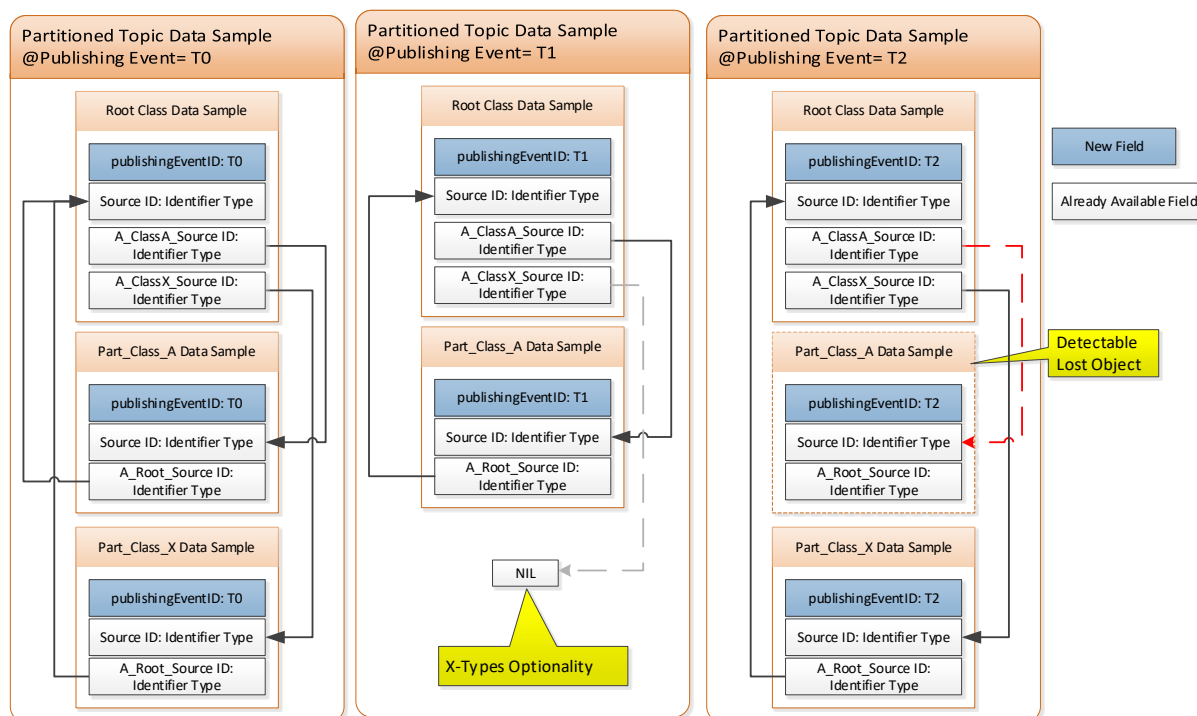 Partitioned Topic Data Sample
@Publishing Event= T0
Root Class Data Sample
publishingEventID: T0
Source ID: Identifier Type
A_ClassA_Source ID:
Identifier Type
A_ClassX_Source ID:
Identifier Type
Part_Class_A Data Sample
publishingEventID: T0
Source ID: Identifier Type
A_Root_Source ID:
Identifier Type
Part_Class_X Data Sample
publishingEventID: T0
Source ID: Identifier Type
A_Root_Source ID:
Identifier Type
Partitioned Topic Data Sample
@Publishing Event= T1
Root Class Data Sample
publishingEventID: T1
Source ID: Identifier Type
A_ClassA_Source ID:
Identifier Type
A_ClassX_Source ID:
Identifier Type
Part_Class_A Data Sample
publishingEventID: T1
Source ID: Identifier Type
A_Root_Source ID:
Identifier Type
NIL
X-Types Optionality
Partitioned Topic Data Sample
@Publishing Event= T2
Root Class Data Sample
publishingEventID: T2
Source ID: Identifier Type
A_ClassA_Source ID:
Identifier Type
A_ClassX_Source ID:
Identifier Type
Part_Class_A Data Sample
publishingEventID: T2
Source ID: Identifier Type
A_Root_Source ID:
Identifier Type
Part_Class_X Data Sample
publishingEventID: T2
Source ID: Identifier Type
A_Root_Source ID:
Identifier Type
New Field
Already Available Field
Detectable
Lost Object